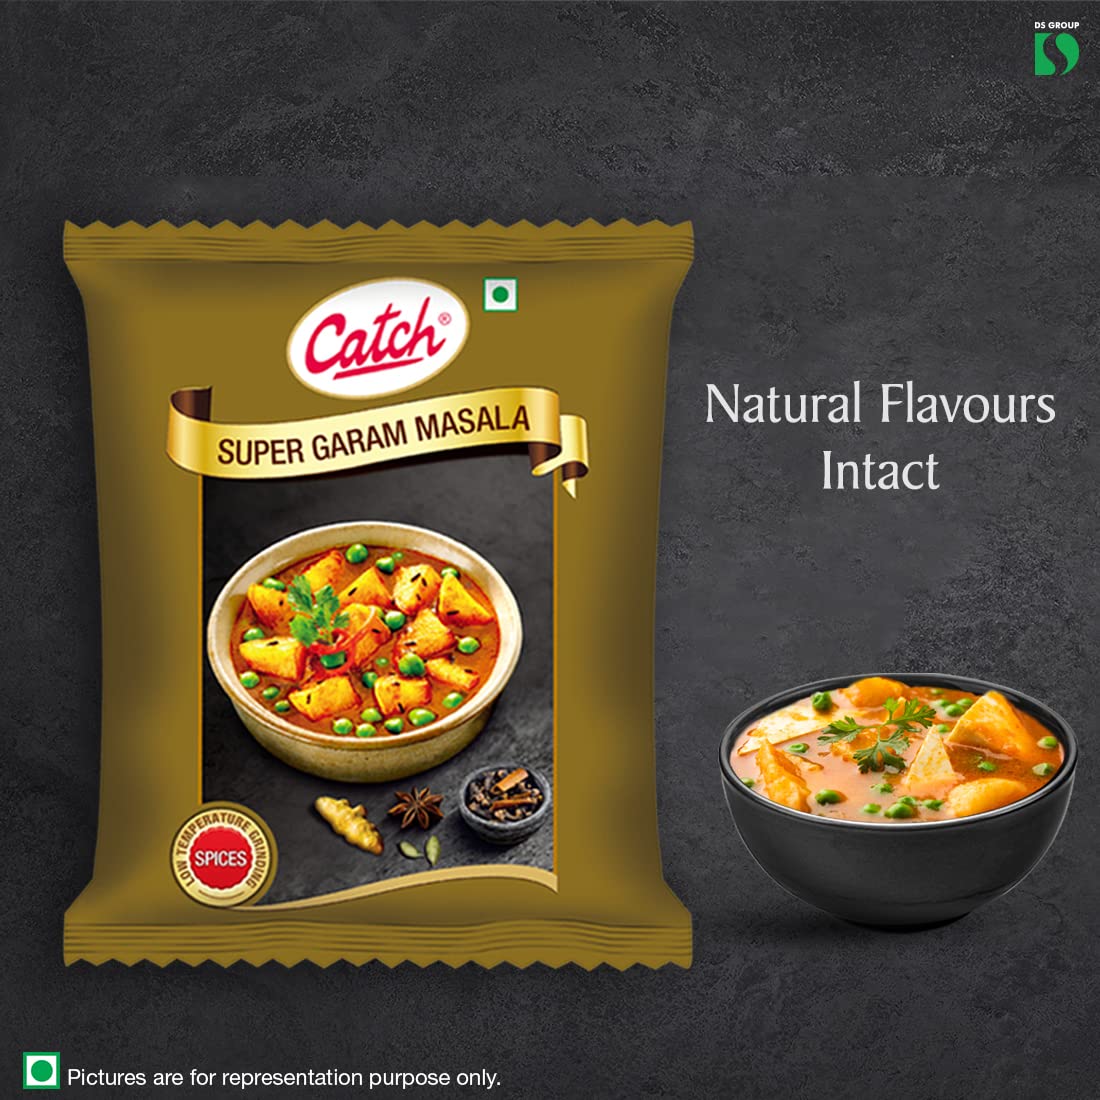 DS GROUP
Catch®
SUPER GARAM MASALA
Natural Flavours
Intact
LOW TEMPERATURE GRINDING
SPICES
Pictures are for representation purpose only.